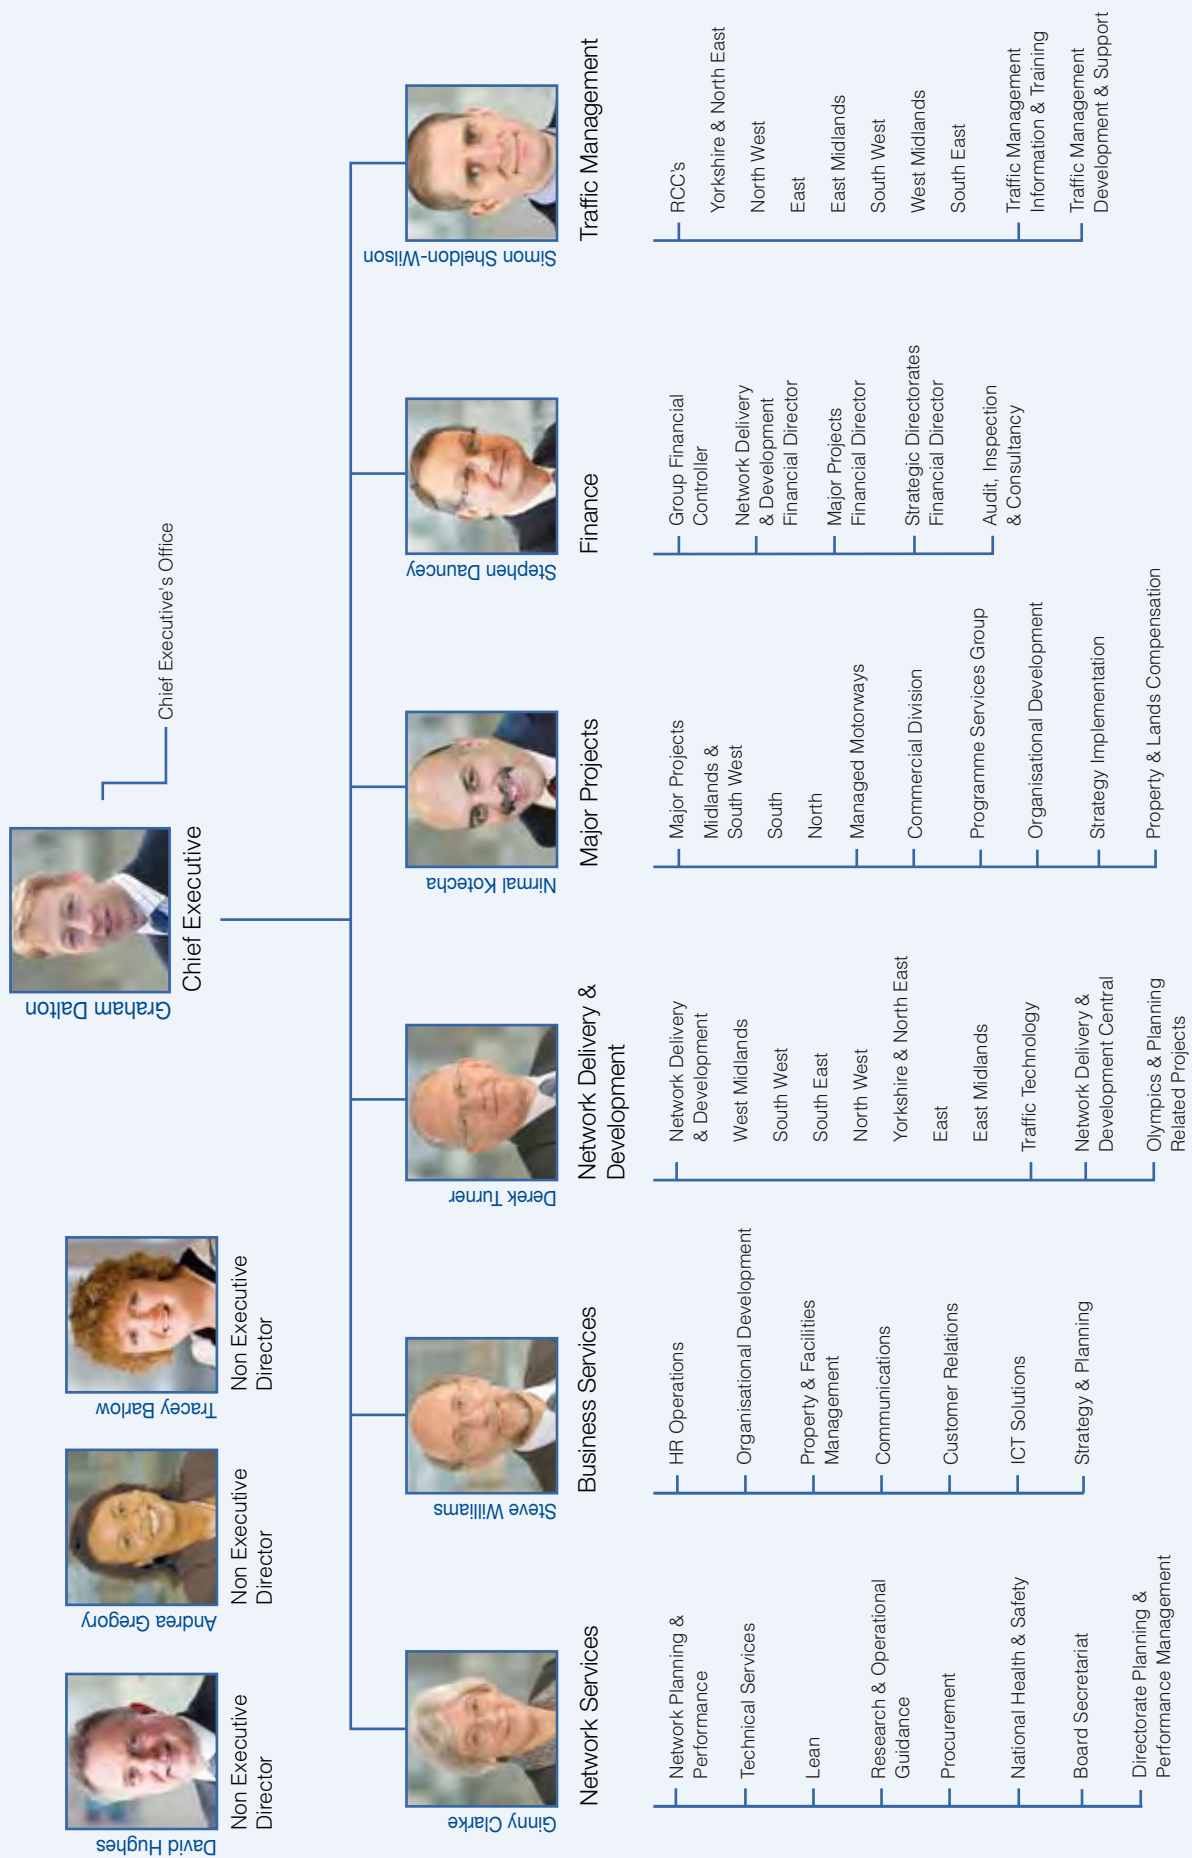 David Hughes
Non Executive
Director
Andrea Gregory
Non Executive
Director
Tracey Barlow
Non Executive
Director
Graham Dalton
Chief Executive
Chief Executive's Office
Ginny Clarke
Network Services
Network Planning &
Performance
Technical Services
Lean
Research & Operational
Guidance
Procurement
National Health & Safety
Board Secretariat
Directorate Planning &
Performance Management
Steve Williams
Business Services
HR Operations
Organisational Development
Property & Facilities
Management
Communications
Customer Relations
ICT Solutions
Strategy & Planning
Derek Turner
Network Delivery &
Development
Network Delivery
& Development
West Midlands
South West
South East
North West
Yorkshire & North East
East
East Midlands
Traffic Technology
Network Delivery &
Development Central
Olympics & Planning
Related Projects
Nirmal Kotecha
Major Projects
Major Projects
Midlands &
South West
South
North
Managed Motorways
Commercial Division
Programme Services Group
Organisational Development
Strategy Implementation
Property & Lands Compensation
Stephen Dauncey
Finance
Group Financial
Controller
Network Delivery
& Development
Financial Director
Major Projects
Financial Director
Strategic Directorates
Financial Director
Audit, Inspection
& Consultancy
Simon Sheldon-Wilson
Traffic Management
RCC's
Yorkshire & North East
North West
East
East Midlands
South West
West Midlands
South East
Traffic Management
Information & Training
Traffic Management
Development & Support